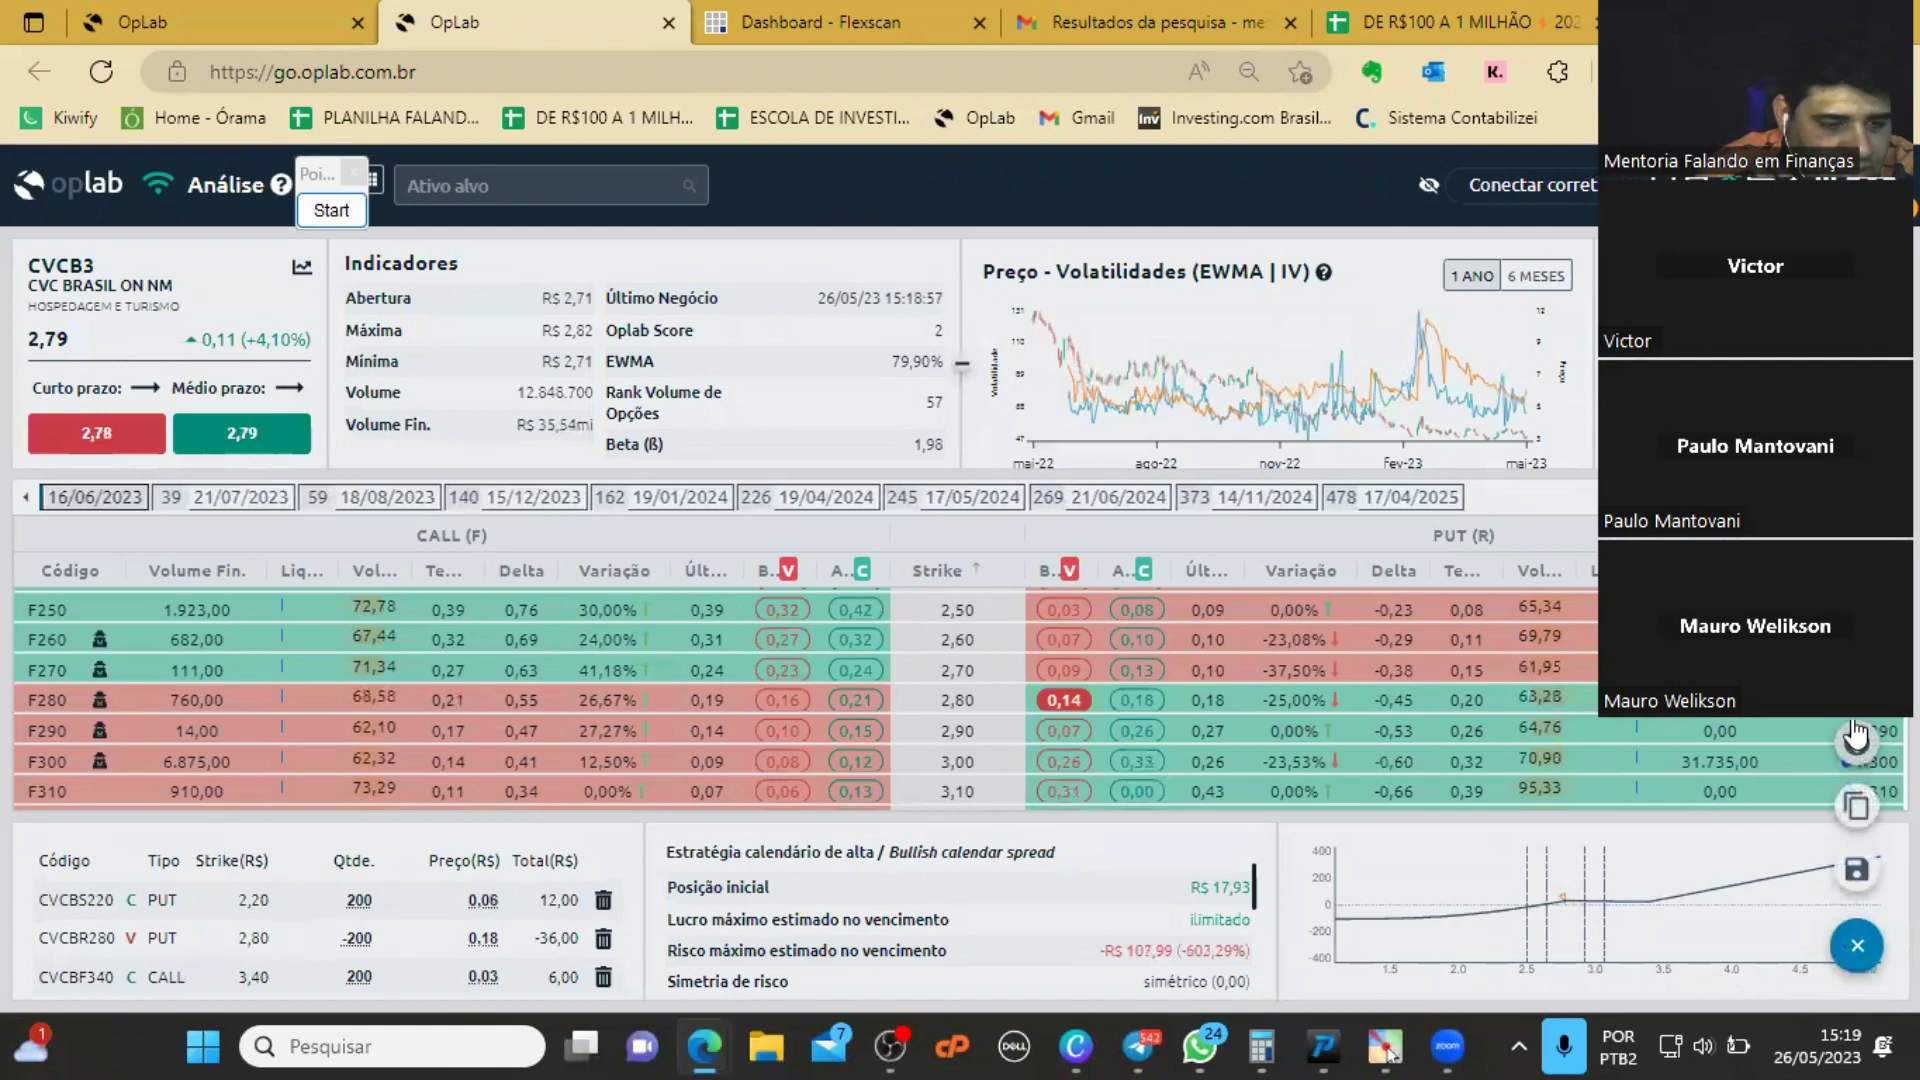 OpLab
OpLab
Dashboard - Flexscan
Resultados da pesquisa - me
DE R$100 A 1 MILHÃO
202
https://go.oplab.com.br
Kiwify
Home - Órama
PLANILHA FALAND...
DE R$100 A 1 MILH...
ESCOLA DE INVESTI...
OpLab
Gmail
Inv
Investing.com Brasil...
Sistema Contabilizei
oplab
Análise
Poi...
Start
Ativo alvo
Conectar corret
Mentoria Falando em Finanças
Victor
Victor
Paulo Mantovani
Paulo Mantovani
Mauro Welikson
Mauro Welikson
CVCB3
CVC BRASIL ON NM
HOSPEDAGEM E TURISMO
2,79 0,11 (+4,10%)
Curto prazo: Médio prazo:
2,78 2,79
Indicadores
Abertura R$ 2,71 Último Negócio 26/05/23 15:18:57
Máxima R$ 2,82 Oplab Score 2
Mínima R$ 2,71 EWMA 79,90%
Volume 12.848.700 Rank Volume de Opções 57
Volume Fin. R$ 35,54mi Beta (ß) 1,98
Preço - Volatilidades (EWMA | IV)
1 ANO 6 MESES
131
110
89
68
47
Volatilidade
Preço
12
9
mai-22 ago-22 nov-22 fev-23 mai-23
16/06/2023 39 21/07/2023 59 18/08/2023 140 15/12/2023 162 19/01/2024 226 19/04/2024 245 17/05/2024 269 21/06/2024 373 14/11/2024 478 17/04/2025
CALL (F) PUT (R)
Código Volume Fin. Liq... Vol... Te... Delta Variação Últ... B.. V A.. C Strike B.. V A.. C Últ... Variação Delta Te... Vol... L
F250 1.923,00 72,78 0,39 0,76 30,00% 0,39 0,32 0,42 2,50 0,03 0,08 0,09 0,00% -0,23 0,08 65,34
F260 682,00 67,44 0,32 0,69 24,00% 0,31 0,27 0,32 2,60 0,07 0,10 0,10 -23,08% -0,29 0,11 69,79
F270 111,00 71,34 0,27 0,63 41,18% 0,24 0,23 0,24 2,70 0,09 0,13 0,10 -37,50% -0,38 0,15 61,95
F280 760,00 68,58 0,21 0,55 26,67% 0,19 0,16 0,21 2,80 0,14 0,18 0,18 -25,00% -0,45 0,20 63,28
F290 14,00 62,10 0,17 0,47 27,27% 0,14 0,10 0,15 2,90 0,07 0,26 0,27 0,00% -0,53 0,26 64,76 0,00 90
F300 6.875,00 62,32 0,14 0,41 12,50% 0,09 0,08 0,12 3,00 0,26 0,33 0,26 -23,53% -0,60 0,32 70,98 31.735,00 300
F310 910,00 73,29 0,11 0,34 0,00% 0,07 0,06 0,13 3,10 0,31 0,00 0,43 0,00% -0,66 0,39 95,33 0,00 310
Código Tipo Strike(R$) Qtde. Preço(R$) Total(R$)
CVCBS220 C PUT 2,20 200 0,06 12,00
CVCBR280 V PUT 2,80 -200 0,18 -36,00
CVCBF340 C CALL 3,40 200 0,03 6,00
Estratégia calendário de alta / Bullish calendar spread
Posição inicial R$ 17,93
Lucro máximo estimado no vencimento ilimitado
Risco máximo estimado no vencimento -R$ 107,99 (-603,29%)
Simetria de risco simétrico (0,00)
400
200
0
-200
-400
1.5 2.0 2.5 3.0 3.5 4.0 4.5
1
Pesquisar
7
DELL
542
24
zoom
POR
PTB2
15:19
26/05/2023